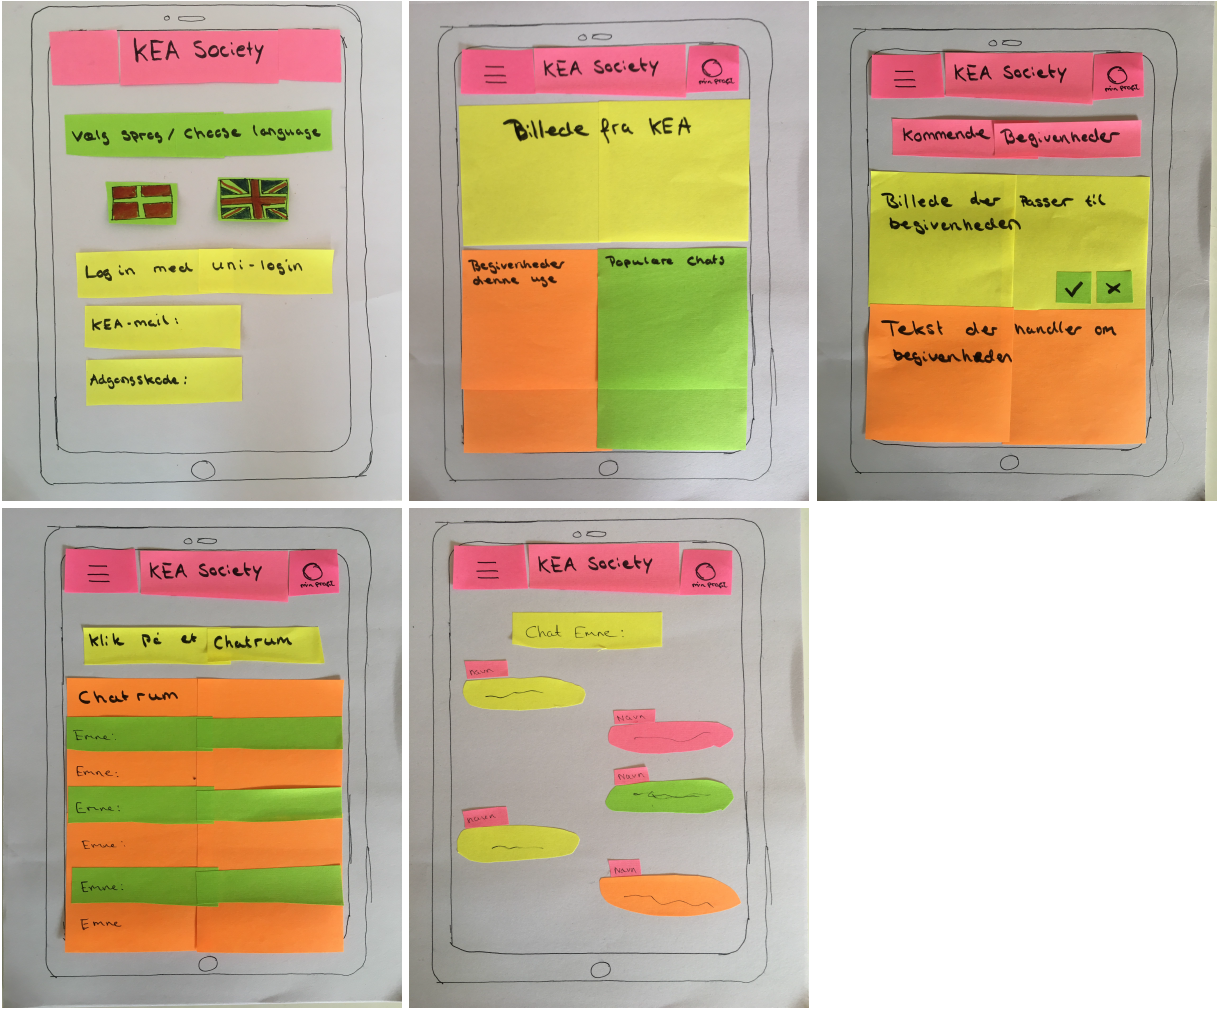 KEA Society
Vælg sprog/ Choose language
Log in med uni-login
KEA-mail:
Adgangskode:
KEA Society
min profil
Billede fra KEA
Begivenheder
denne uge
Populære Chats
KEA Society
min profil
Kommende Begivenheder
Billede der Passer til
begivenheden
Tekst der handler om
begivenheden
KEA Society
min profil
Klik på et Chatrum
Chatrum
Emne:
Emne:
Emne:
Emne:
Emne:
Emne
KEA Society
min profil
Chat Emne:
navn
Navn
Navn
navn
Navn